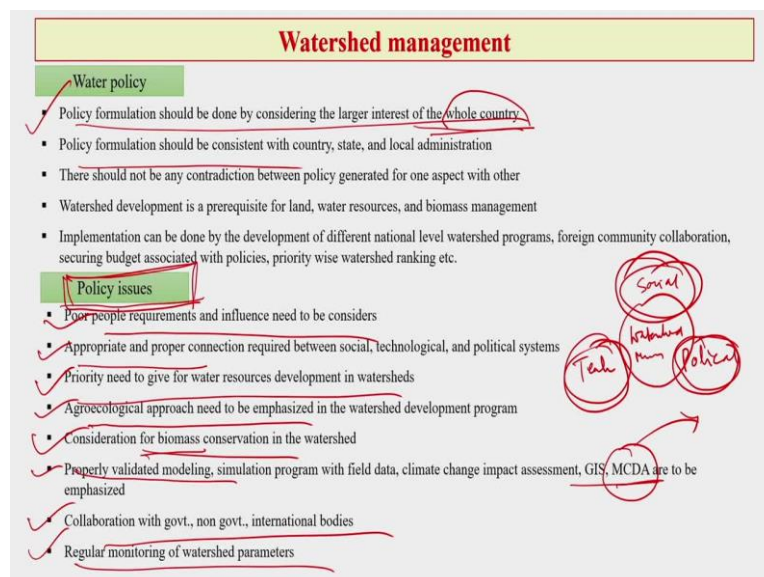 Watershed management
Water policy
▪ Policy formulation should be done by considering the larger interest of the whole country
▪ Policy formulation should be consistent with country, state, and local administration
▪ There should not be any contradiction between policy generated for one aspect with other
▪ Watershed development is a prerequisite for land, water resources, and biomass management
▪ Implementation can be done by the development of different national level watershed programs, foreign community collaboration,
securing budget associated with policies, priority wise watershed ranking etc.
Policy issues
▪ Poor people requirements and influence need to be considers
▪ Appropriate and proper connection required between social, technological, and political systems
▪ Priority need to give for water resources development in watersheds
▪ Agroecological approach need to be emphasized in the watershed development program
▪ Consideration for biomass conservation in the watershed
▪ Properly validated modeling, simulation program with field data, climate change impact assessment, GIS, MCDA are to be
emphasized
▪ Collaboration with govt., non govt., international bodies
▪ Regular monitoring of watershed parameters
Social
Watershed
Tech
Political